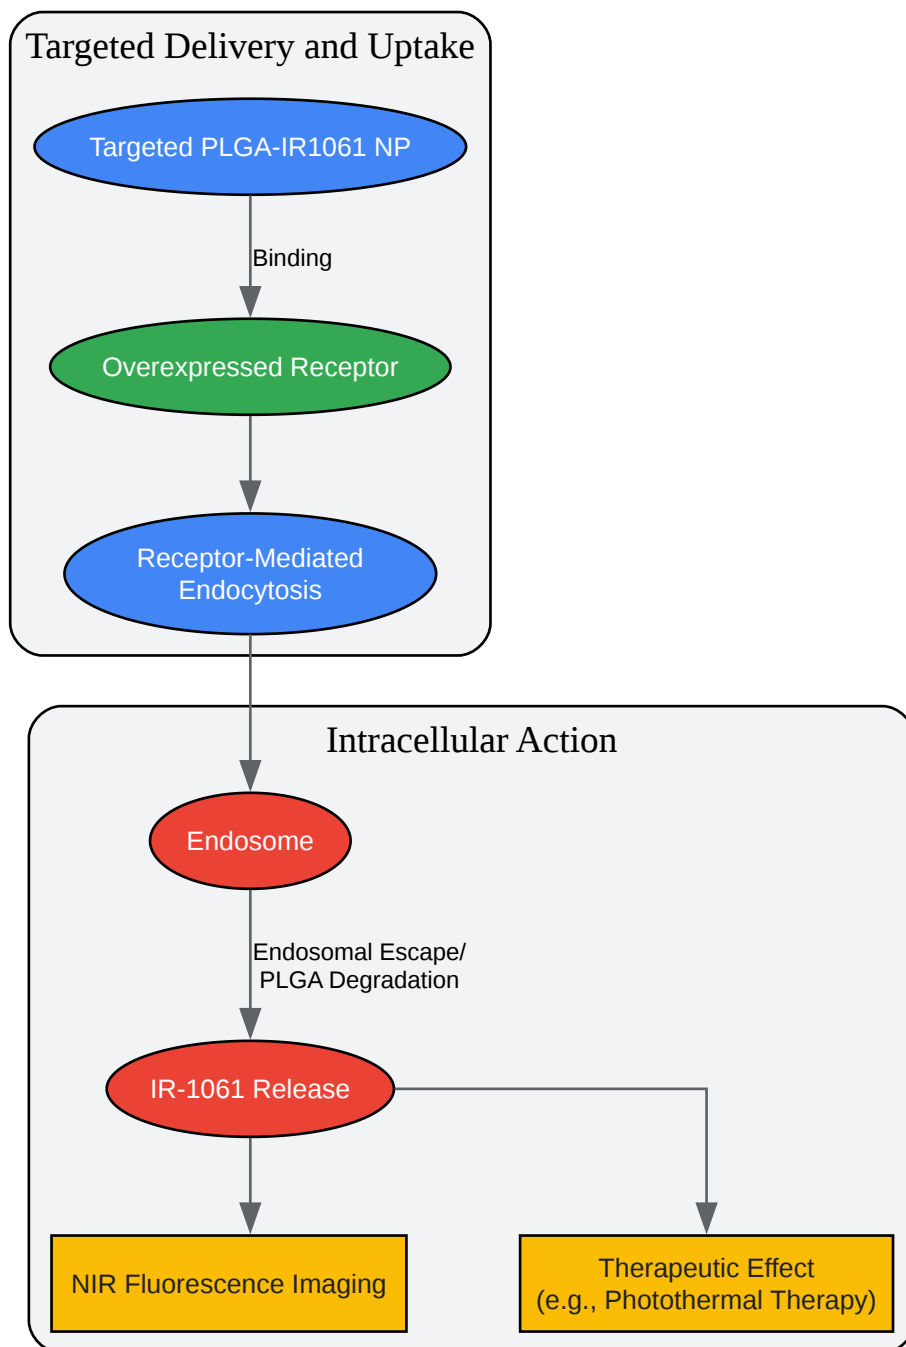 Targeted Delivery and Uptake
Targeted PLGA-IR1061 NP
Binding
Overexpressed Receptor
Receptor-Mediated
Endocytosis
Intracellular Action
Endosome
Endosomal Escape/
PLGA Degradation
IR-1061 Release
NIR Fluorescence Imaging
Therapeutic Effect
(e.g., Photothermal Therapy)